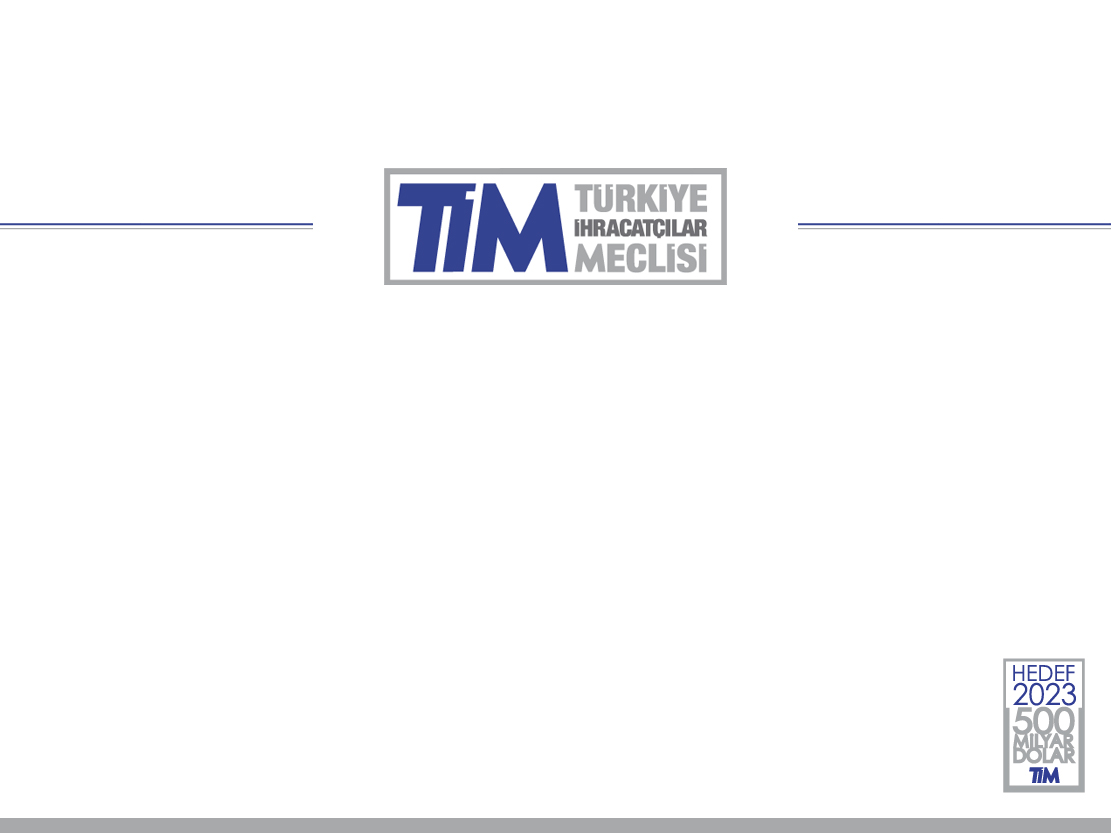 TİM
TÜRKİYE
İHRACATÇILAR
MECLİSİ
HEDEF
2023
500
MİLYAR
DOLAR
TİM